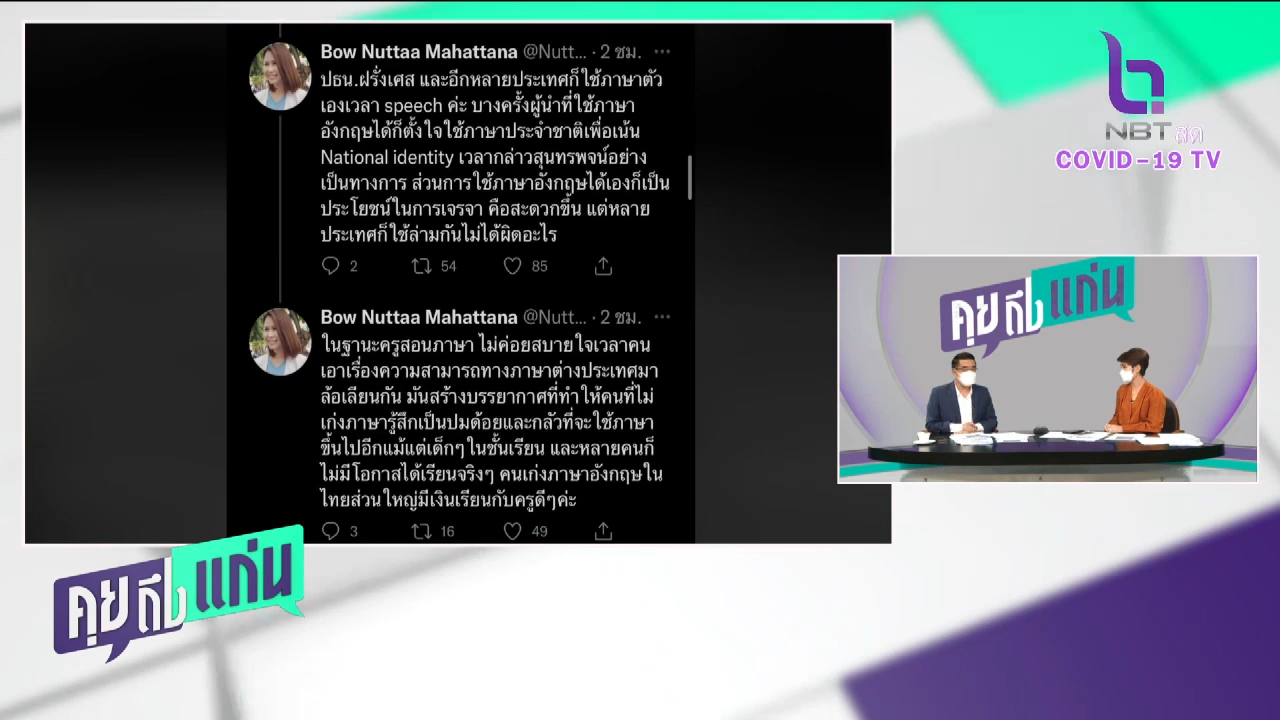 Bow Nuttaa Mahattana @Nutt... · 2 ชม. ···
ปธน.ฝรั่งเศส และอีกหลายประเทศก็ใช้ภาษาตัว
เองเวลา speech ค่ะ บางครั้งผู้นำที่ใช้ภาษา
อังกฤษได้ก็ตั้งใจใช้ภาษาประจำชาติเพื่อเน้น
National identity เวลากล่าวสุนทรพจน์อย่าง
เป็นทางการ ส่วนการใช้ภาษาอังกฤษได้เองก็เป็น
ประโยชน์ในการเจรจา คือสะดวกขึ้น แต่หลาย
ประเทศก็ใช้ล่ามกันไม่ได้ผิดอะไร
2 54 85
Bow Nuttaa Mahattana @Nutt... · 2 ชม. ···
ในฐานะครูสอนภาษา ไม่ค่อยสบายใจเวลาคน
เอาเรื่องความสามารถทางภาษาต่างประเทศมา
ล้อเลียนกัน มันสร้างบรรยากาศที่ทำให้คนที่ไม่
เก่งภาษารู้สึกเป็นปมด้อยและกลัวที่จะใช้ภาษา
ขึ้นไปอีกแม้แต่เด็กๆ ในชั้นเรียน และหลายคนก็
ไม่มีโอกาสได้เรียนจริงๆ คนเก่งภาษาอังกฤษใน
ไทยส่วนใหญ่มีเงินเรียนกับครูดีๆค่ะ
3 16 49
NBT สด
COVID-19 TV
คุยถึงแก่น
คุยถึงแก่น